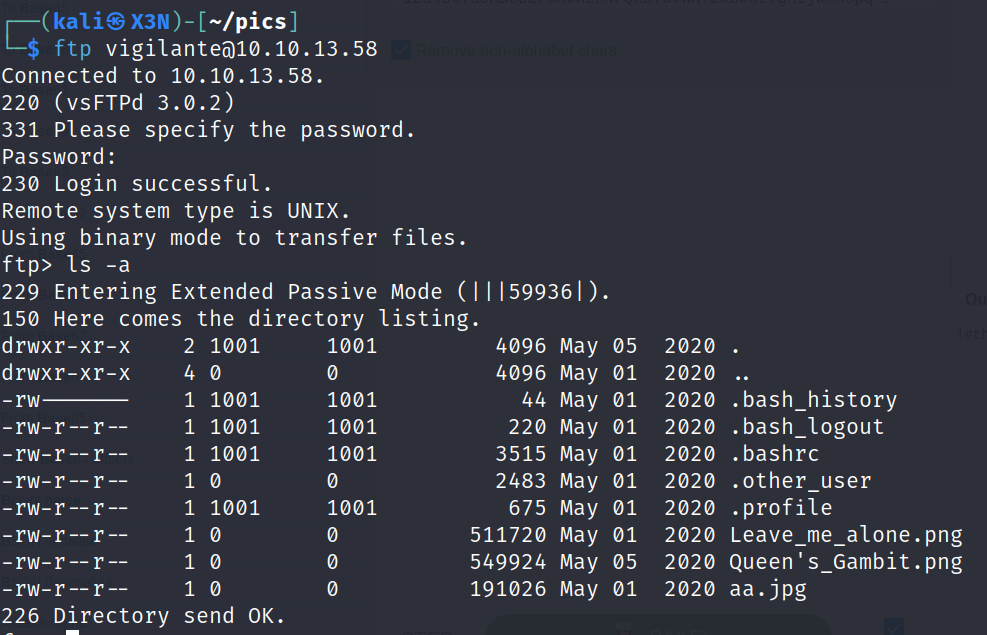 ┌──(kali㉿X3N)-[~/pics]
└─$ ftp vigilante@10.10.13.58
Connected to 10.10.13.58.
220 (vsFTPd 3.0.2)
331 Please specify the password.
Password:
230 Login successful.
Remote system type is UNIX.
Using binary mode to transfer files.
ftp> ls -a
229 Entering Extended Passive Mode (|||59936|).
150 Here comes the directory listing.
drwxr-xr-x    2 1001     1001         4096 May 05  2020 .
drwxr-xr-x    4 0        0            4096 May 01  2020 ..
-rw-------    1 1001     1001           44 May 01  2020 .bash_history
-rw-r--r--    1 1001     1001          220 May 01  2020 .bash_logout
-rw-r--r--    1 1001     1001         3515 May 01  2020 .bashrc
-rw-r--r--    1 0        0            2483 May 01  2020 .other_user
-rw-r--r--    1 1001     1001          675 May 01  2020 .profile
-rw-r--r--    1 0        0          511720 May 01  2020 Leave_me_alone.png
-rw-r--r--    1 0        0          549924 May 05  2020 Queen's_Gambit.png
-rw-r--r--    1 0        0          191026 May 01  2020 aa.jpg
226 Directory send OK.
Remove non-alphabet chars